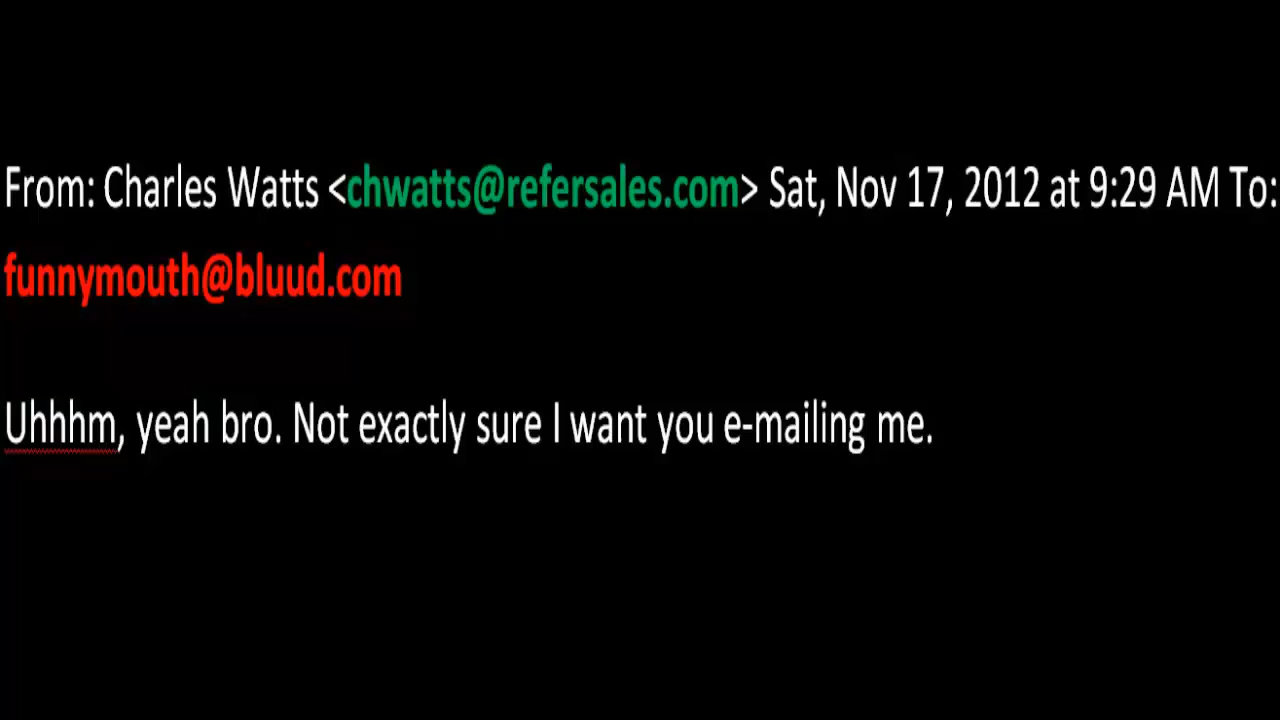 From: Charles Watts <chwatts@refersales.com> Sat, Nov 17, 2012 at 9:29 AM To:
funnymouth@bluud.com
Uhhhm, yeah bro. Not exactly sure I want you e-mailing me.